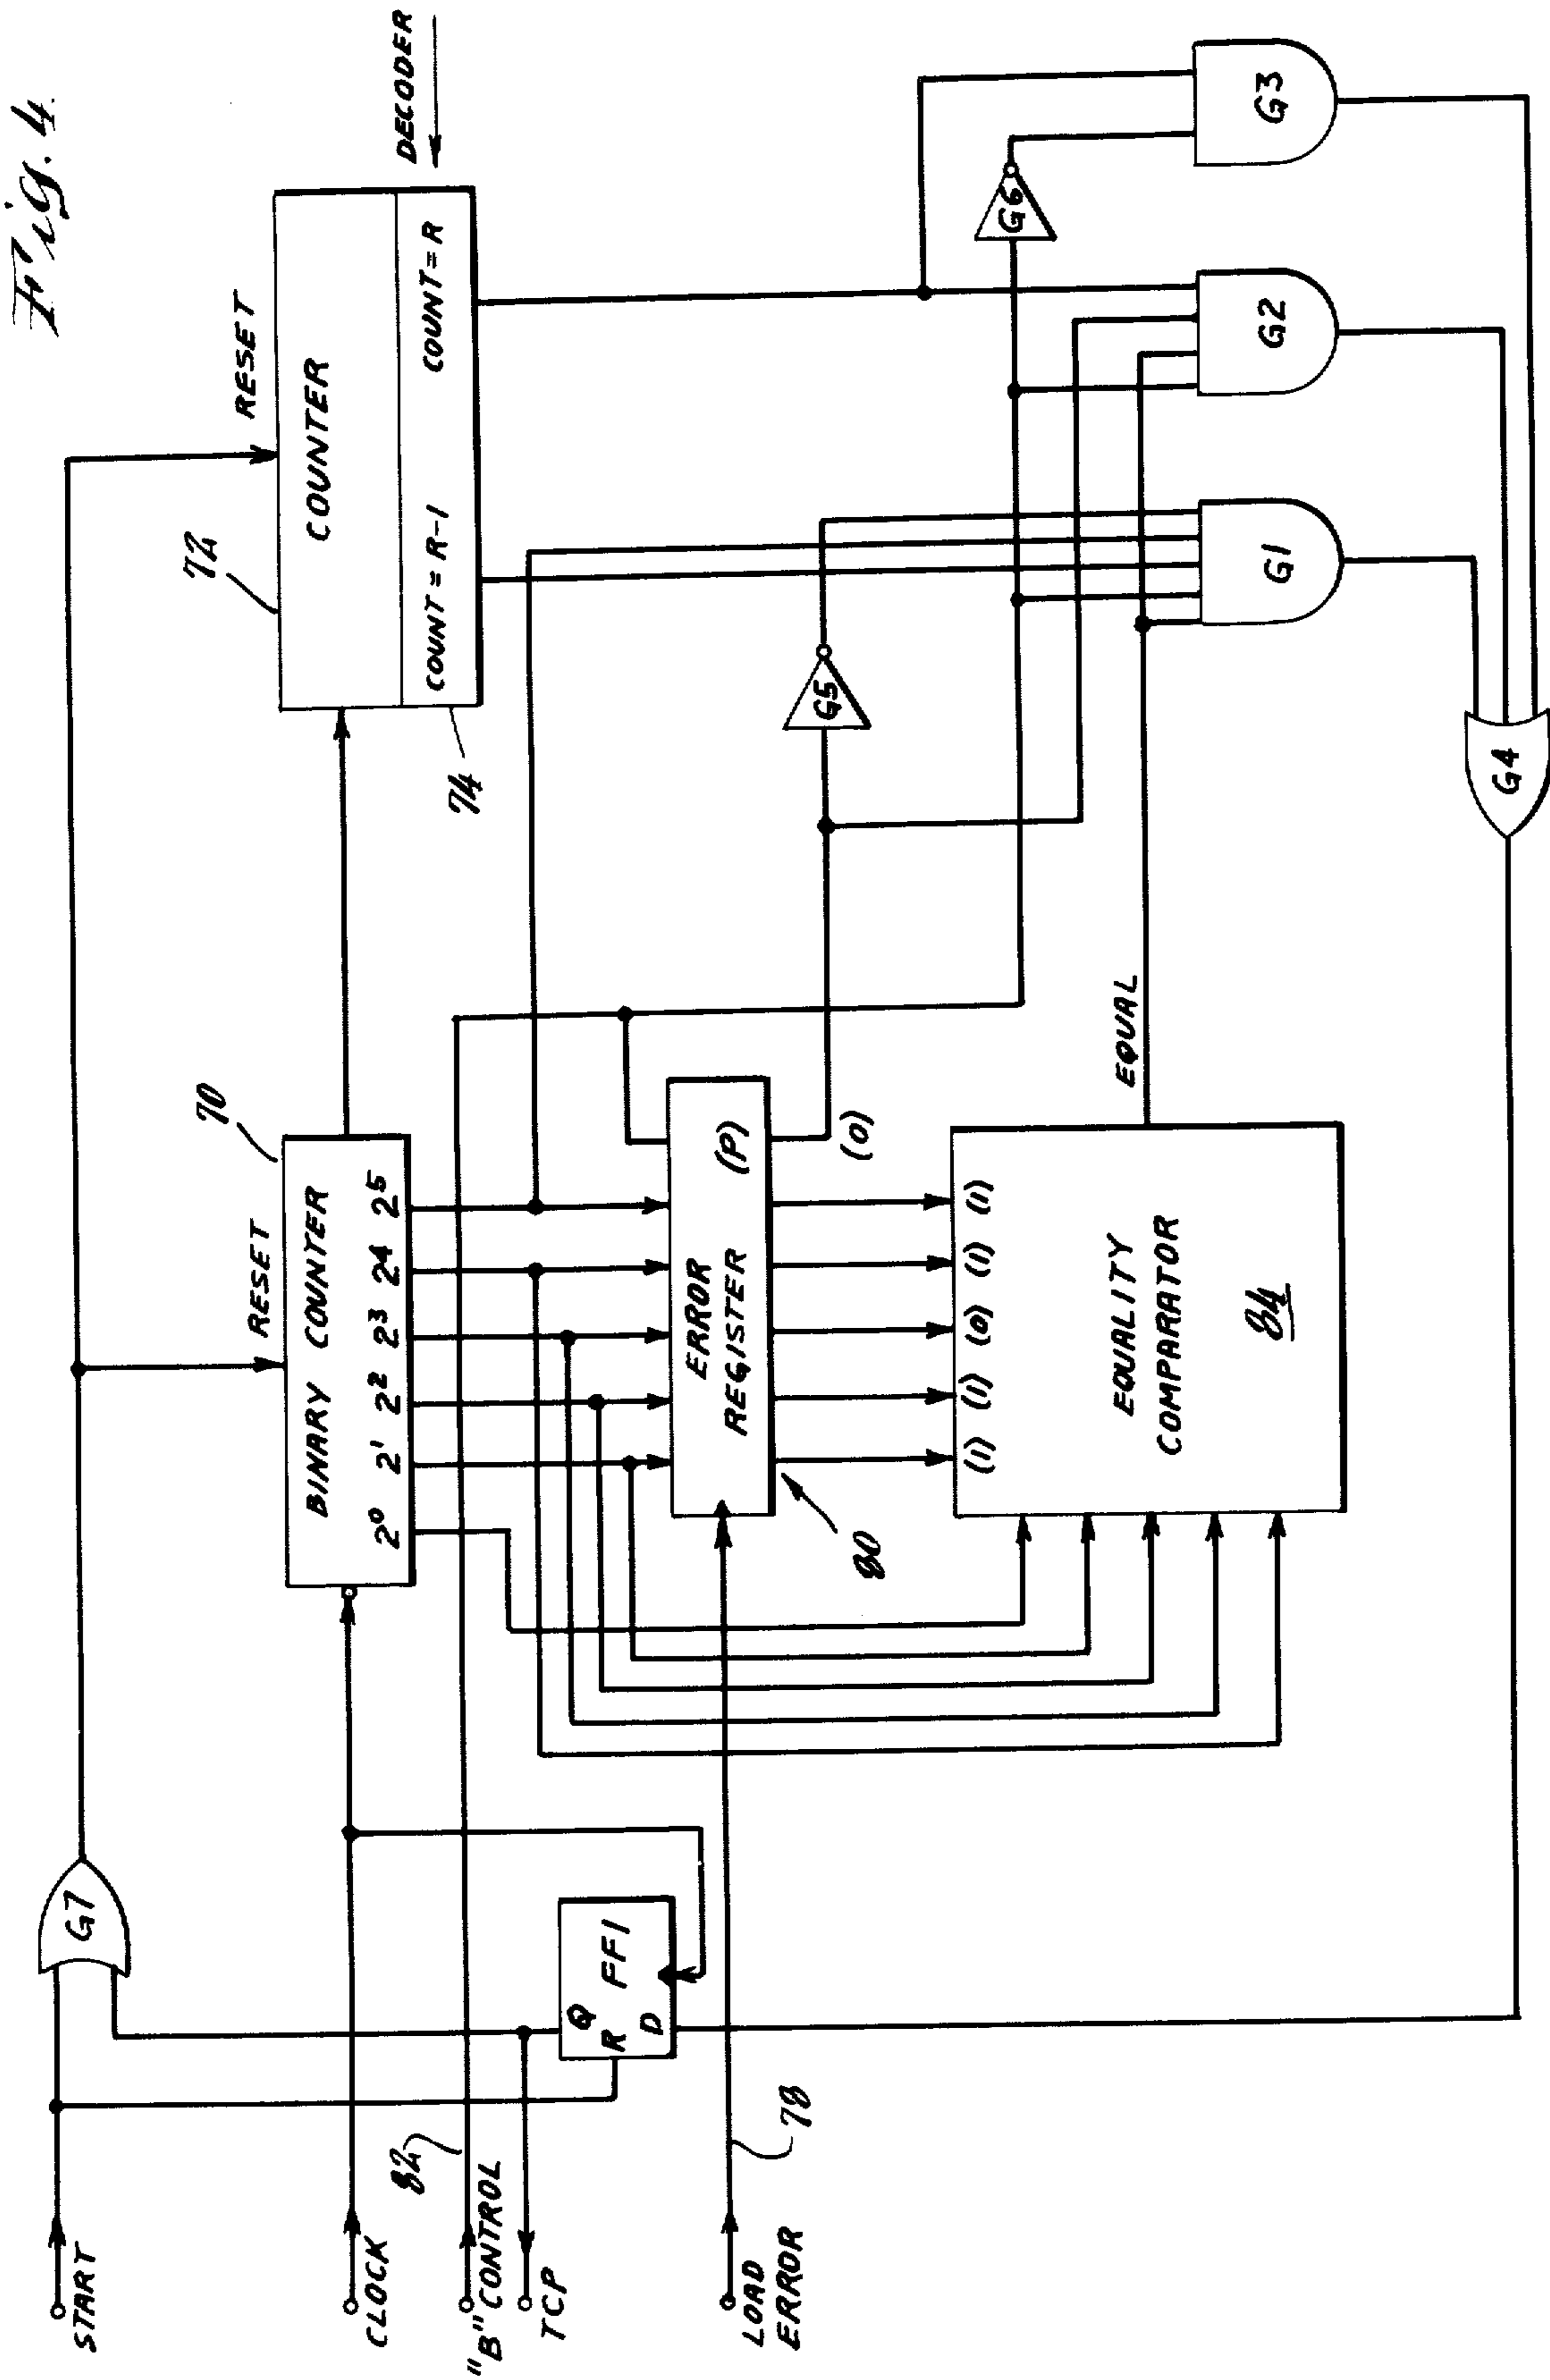 Fig. 4.
START
G7
CLOCK
82
"B" CONTROL
TCP
Q
R
FF1
D
LOAD
ERROR
78
70
RESET
BINARY COUNTER
2⁰ 2¹ 2² 2³ 2⁴ 2⁵
72
RESET
COUNTER
COUNT = R-1 COUNT = R
DECODER
74
ERROR
REGISTER
(P)
80
(0)
(1) (1) (0) (1) (1)
EQUALITY
COMPARATOR
84
EQUAL
G5
G6
G1
G2
G3
G4